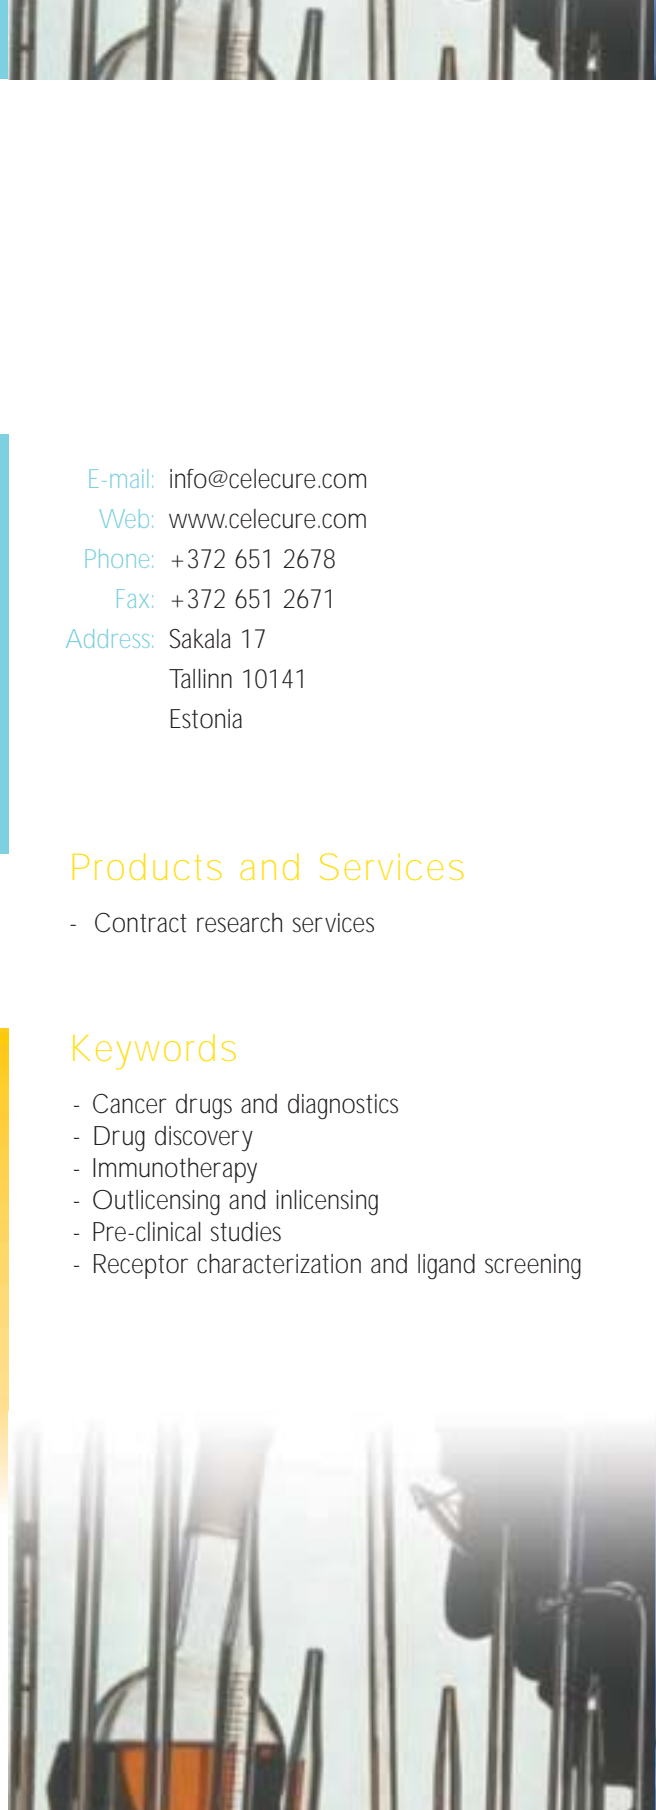 E-mail: info@celecure.com
Web: www.celecure.com
Phone: +372 651 2678
Fax: +372 651 2671
Address: Sakala 17
Tallinn 10141
Estonia
Products and Services
- Contract research services
Keywords
- Cancer drugs and diagnostics
- Drug discovery
- Immunotherapy
- Outlicensing and inlicensing
- Pre-clinical studies
- Receptor characterization and ligand screening